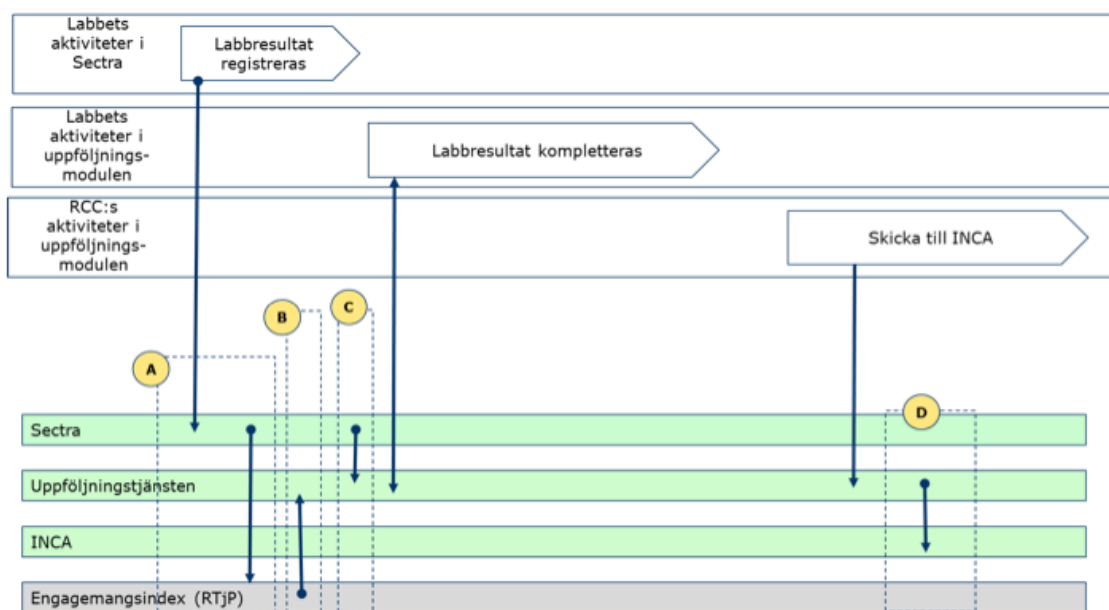 Labbets
aktiviteter i
Sectra
Labbresultat
registreras
Labbets
aktiviteter i
uppföljnings-
modulen
Labbresultat kompletteras
RCC:s
aktiviteter i
uppföljnings-
modulen
Skicka till INCA
A
B
C
D
Sectra
Uppföljningstjänsten
INCA
Engagemangsindex (RTjP)